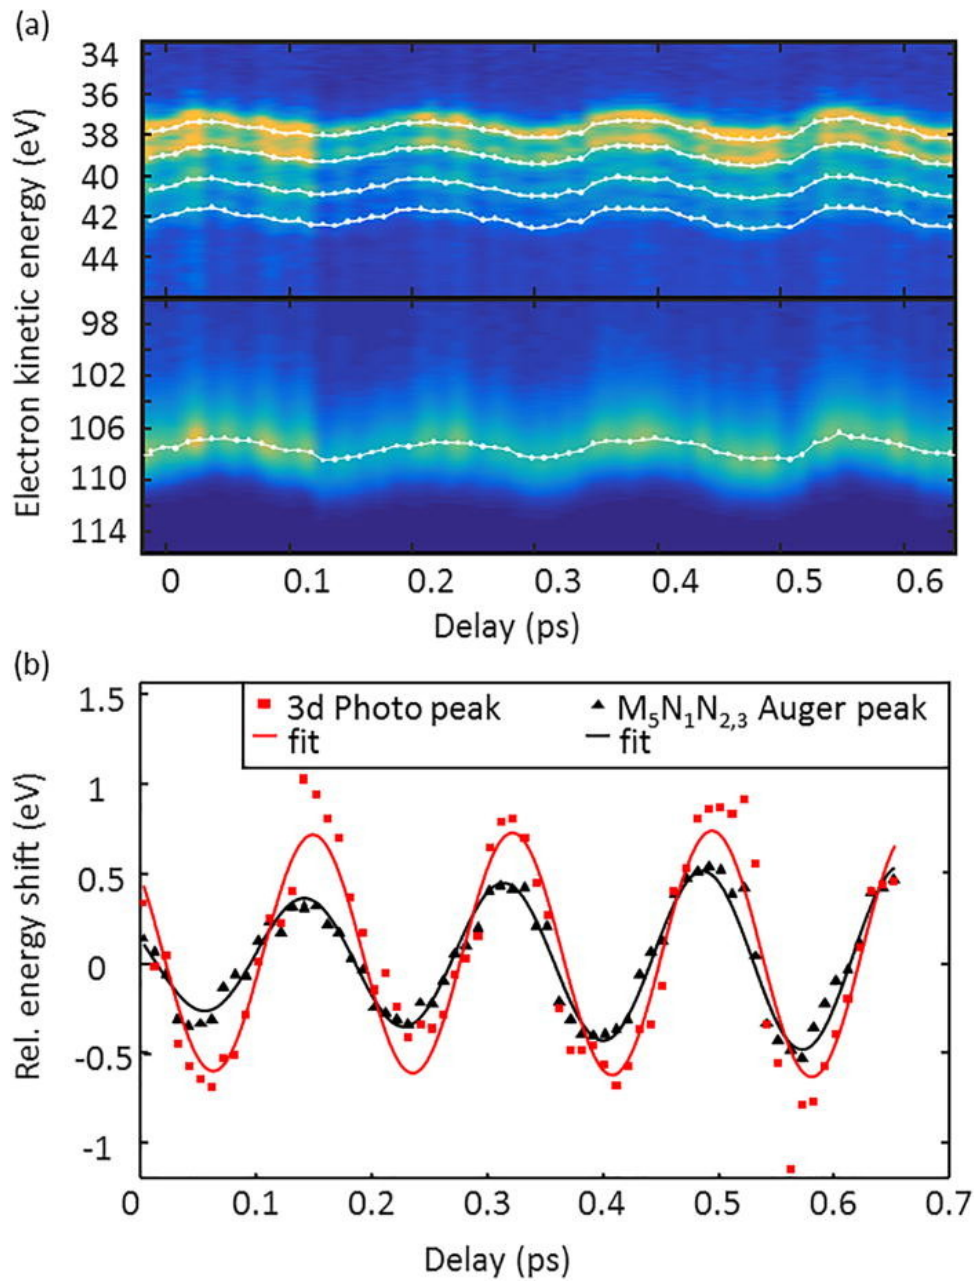 (a)
34
36
38
40
42
44
98
102
106
110
114
Electron kinetic energy (eV)
0 0.1 0.2 0.3 0.4 0.5 0.6
Delay (ps)
(b)
1.5
1
0.5
0
-0.5
-1
Rel. energy shift (eV)
3d Photo peak
fit
M₅N₁N₂,₃ Auger peak
fit
0 0.1 0.2 0.3 0.4 0.5 0.6 0.7
Delay (ps)